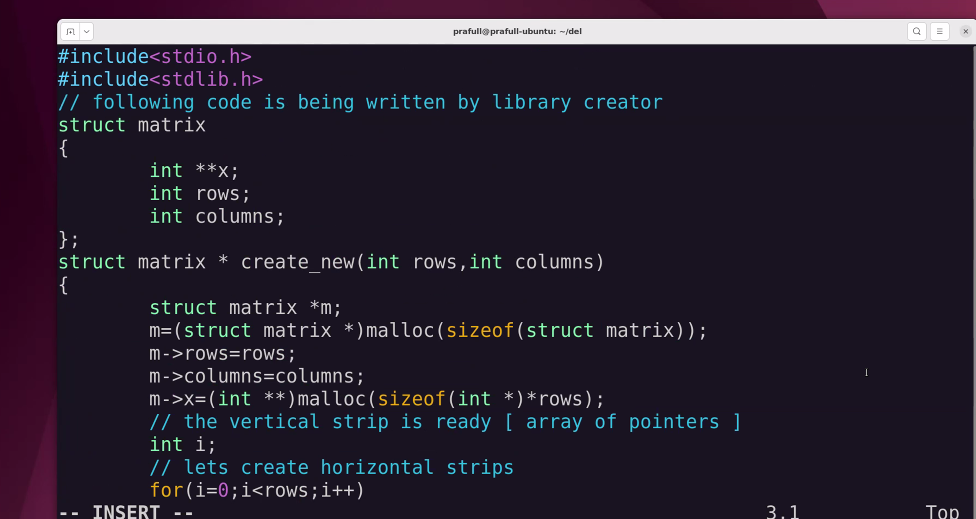 prafull@prafull-ubuntu: ~/del
#include<stdio.h>
#include<stdlib.h>
// following code is being written by library creator
struct matrix
{
        int **x;
        int rows;
        int columns;
};
struct matrix * create_new(int rows,int columns)
{
        struct matrix *m;
        m=(struct matrix *)malloc(sizeof(struct matrix));
        m->rows=rows;
        m->columns=columns;
        m->x=(int **)malloc(sizeof(int *)*rows);
        // the vertical strip is ready [ array of pointers ]
        int i;
        // lets create horizontal strips
        for(i=0;i<rows;i++)
-- INSERT -- 3,1 Top